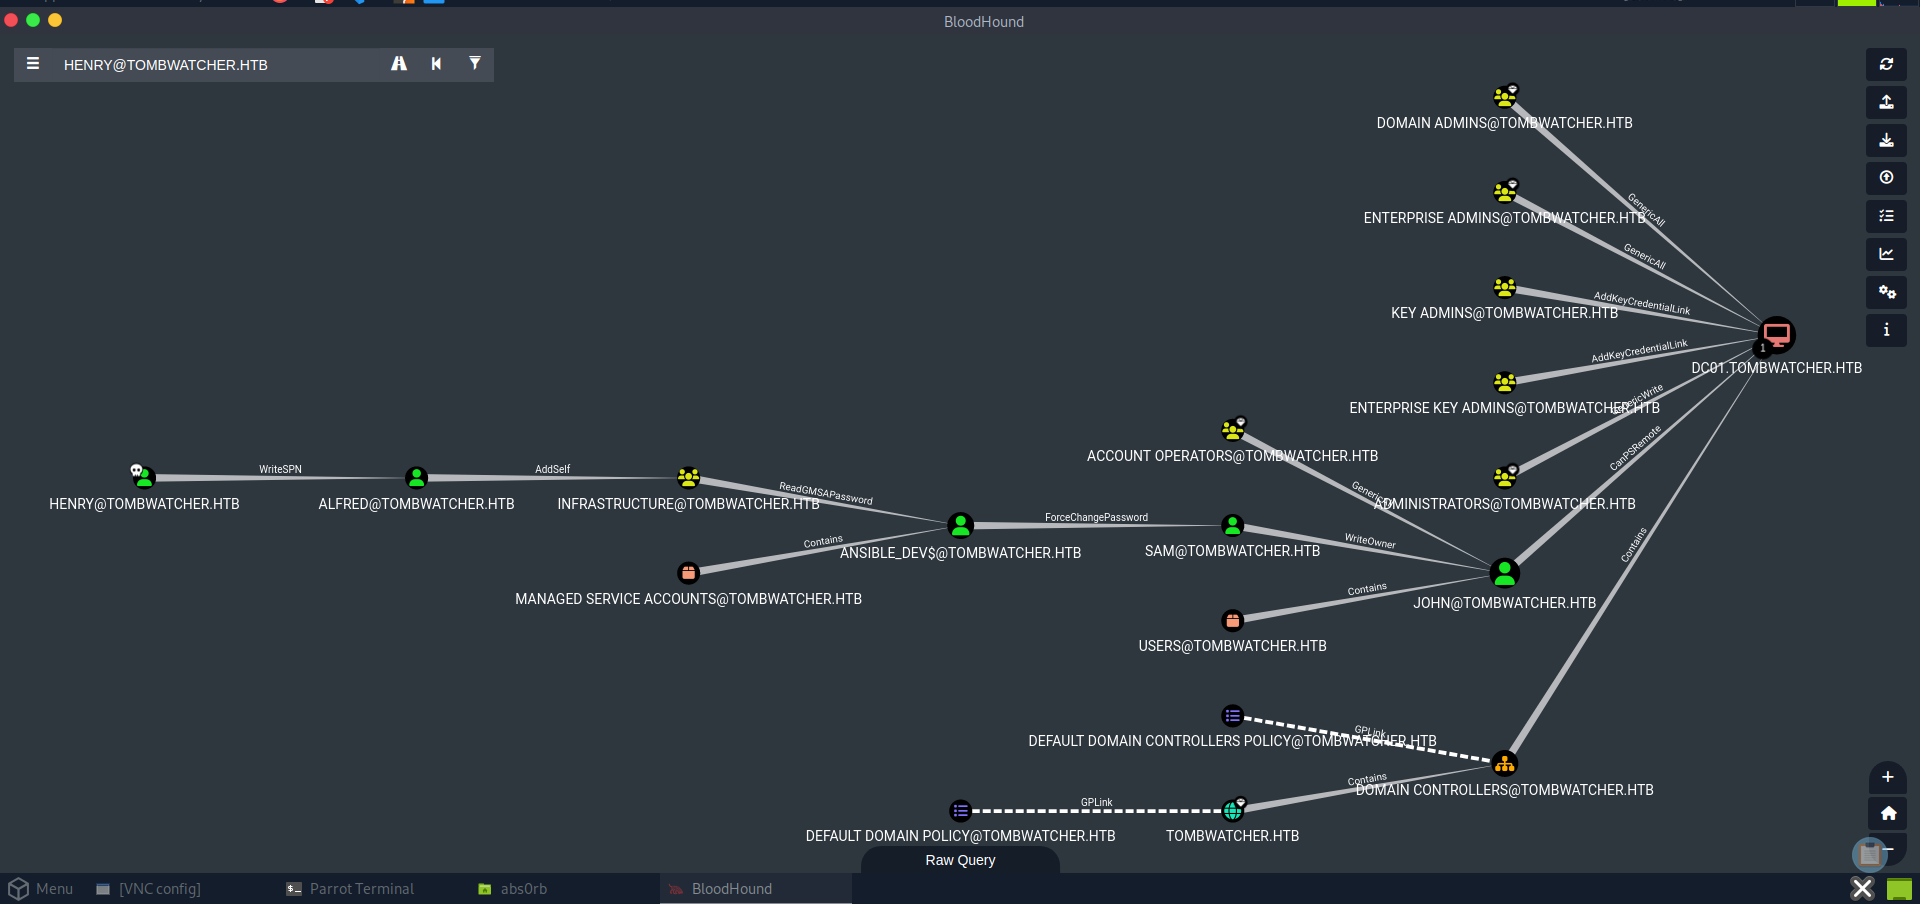 BloodHound
HENRY@TOMBWATCHER.HTB
DOMAIN ADMINS@TOMBWATCHER.HTB
GenericAll
ENTERPRISE ADMINS@TOMBWATCHER.HTB
GenericAll
KEY ADMINS@TOMBWATCHER.HTB
AddKeyCredentialLink
AddKeyCredentialLink
DC01.TOMBWATCHER.HTB
ENTERPRISE KEY ADMINS@TOMBWATCHER.HTB
GenericWrite
CanPSRemote
ACCOUNT OPERATORS@TOMBWATCHER.HTB
WriteSPN
AddSelf
HENRY@TOMBWATCHER.HTB
ALFRED@TOMBWATCHER.HTB
INFRASTRUCTURE@TOMBWATCHER.HTB
ReadGMSAPassword
ADMINISTRATORS@TOMBWATCHER.HTB
ForceChangePassword
Contains
ANSIBLE_DEV$@TOMBWATCHER.HTB
SAM@TOMBWATCHER.HTB
WriteOwner
Contains
MANAGED SERVICE ACCOUNTS@TOMBWATCHER.HTB
Contains
JOHN@TOMBWATCHER.HTB
USERS@TOMBWATCHER.HTB
GPLink
DEFAULT DOMAIN CONTROLLERS POLICY@TOMBWATCHER.HTB
Contains
DOMAIN CONTROLLERS@TOMBWATCHER.HTB
GPLink
DEFAULT DOMAIN POLICY@TOMBWATCHER.HTB
TOMBWATCHER.HTB
Raw Query
Menu
[VNC config]
Parrot Terminal
abs0rb
BloodHound